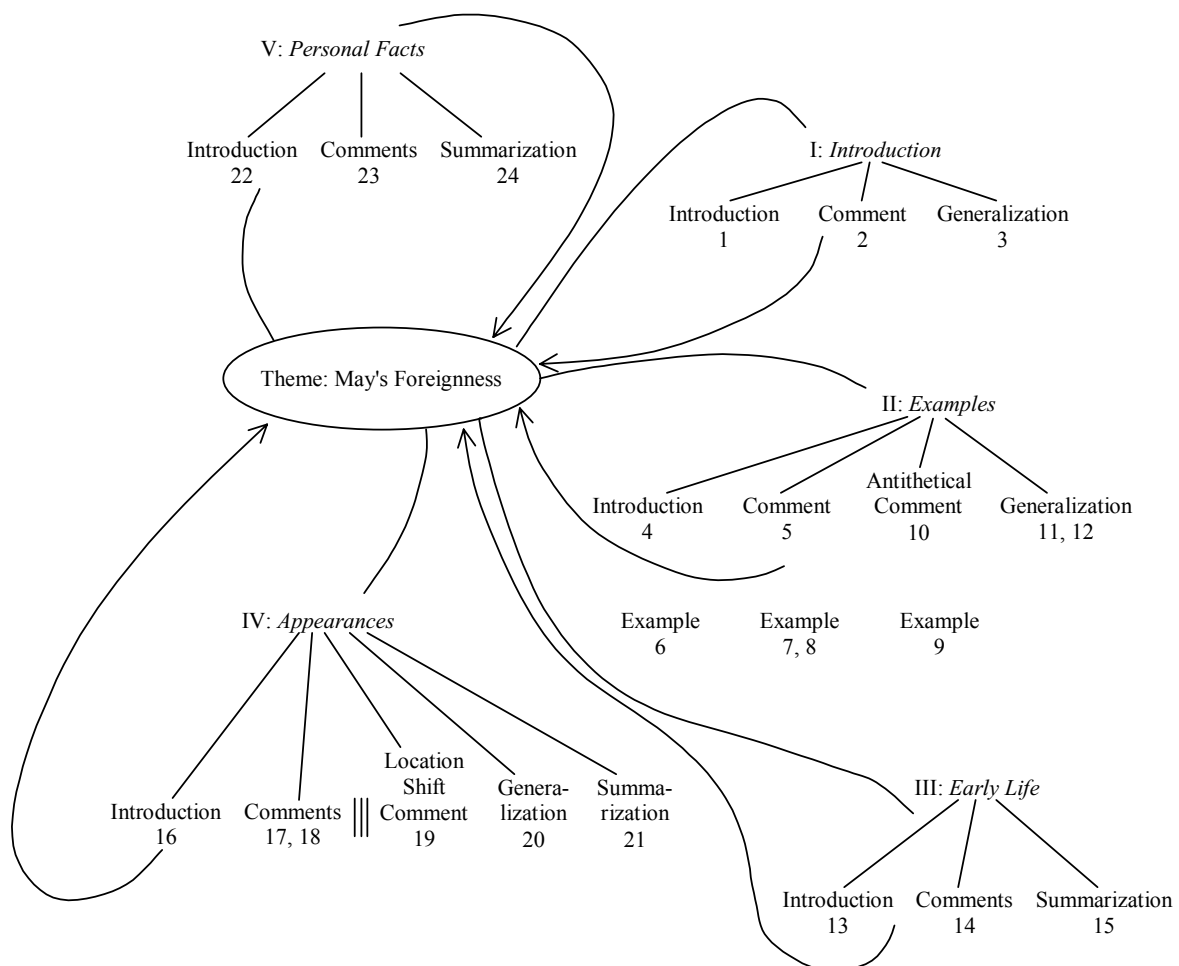 V: Personal Facts
Introduction
22
Comments
23
Summarization
24
I: Introduction
Introduction
1
Comment
2
Generalization
3
Theme: May's Foreignness
II: Examples
Introduction
4
Comment
5
Antithetical
Comment
10
Generalization
11, 12
Example
6
Example
7, 8
Example
9
IV: Appearances
Introduction
16
Comments
17, 18
Location
Shift
Comment
19
Genera-
lization
20
Summa-
rization
21
III: Early Life
Introduction
13
Comments
14
Summarization
15